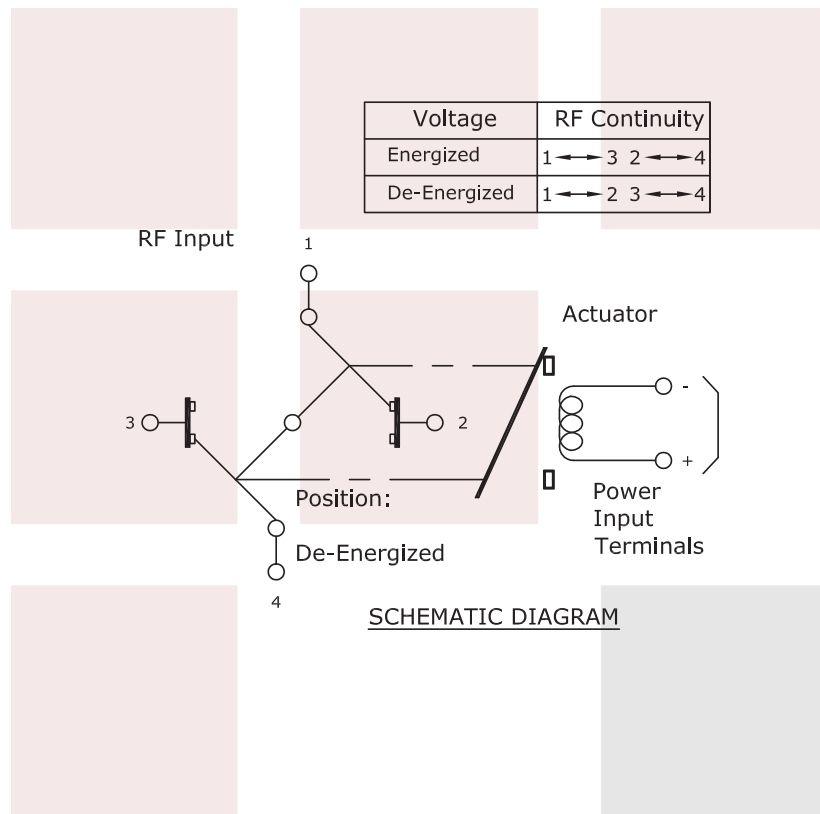 Voltage RF Continuity
Energized 1 ◄—► 3 2 ◄—► 4
De-Energized 1 ◄—► 2 3 ◄—► 4
RF Input
1
Actuator
-
3
2
+
Position:
Power
Input
Terminals
De-Energized
4
SCHEMATIC DIAGRAM